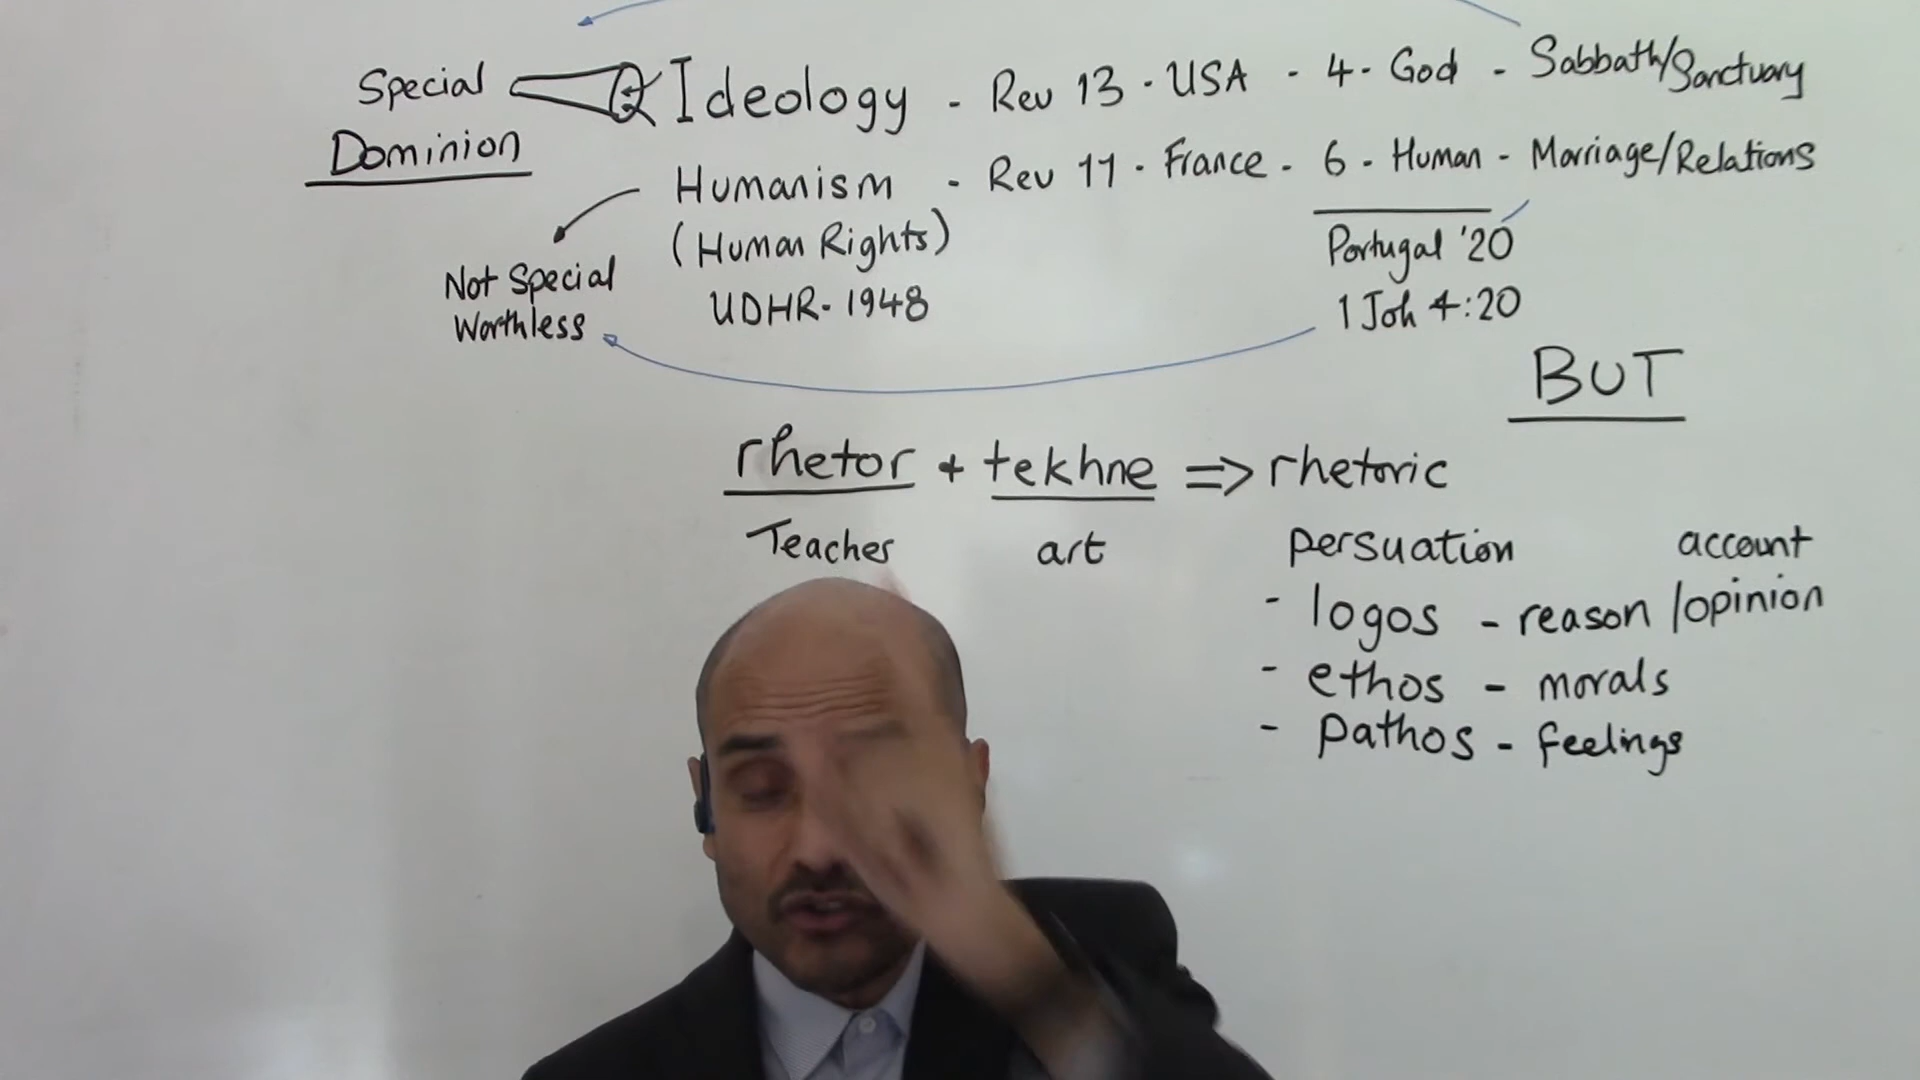 Special Ideology - Rev 13 - USA - 4 - God - Sabbath/Sanctuary
Dominion
Humanism - Rev 11 - France - 6 - Human - Marriage/Relations
(Human Rights)
UDHR - 1948
Not Special
Worthless
Portugal '20
1 Joh 4:20
BUT
rhetor + tekhne => rhetoric
Teacher art persuation account
- logos - reason /opinion
- ethos - morals
- pathos - feelings